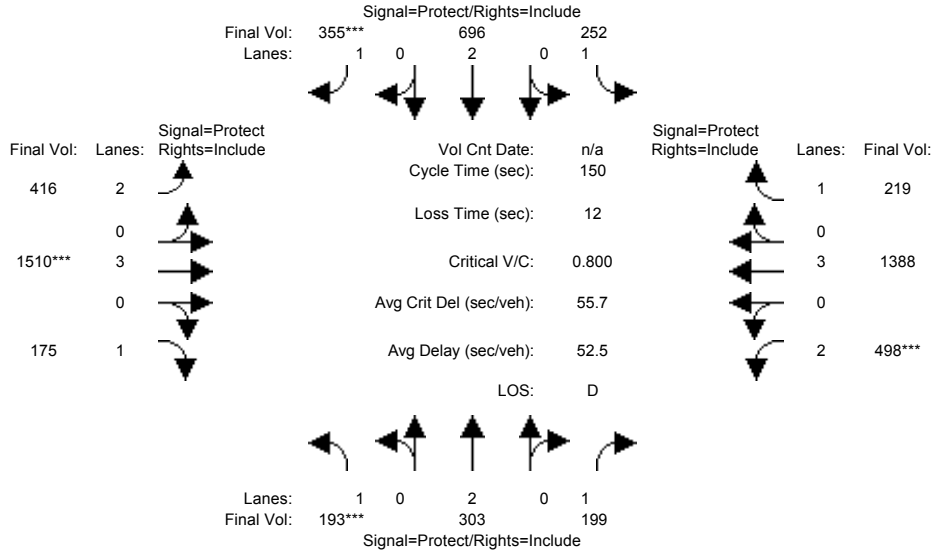 Signal=Protect/Rights=Include
Final Vol: 355*** 696 252
Lanes: 1 0 2 0 1
Signal=Protect
Final Vol: Lanes: Rights=Include
Vol Cnt Date: n/a
Signal=Protect
Rights=Include Lanes: Final Vol:
Cycle Time (sec): 150
416 2
1 219
Loss Time (sec): 12
0
0
1510*** 3
Critical V/C: 0.800
3 1388
0
Avg Crit Del (sec/veh): 55.7
0
175 1
Avg Delay (sec/veh): 52.5
2 498***
LOS: D
Lanes: 1 0 2 0 1
Final Vol: 193*** 303 199
Signal=Protect/Rights=Include